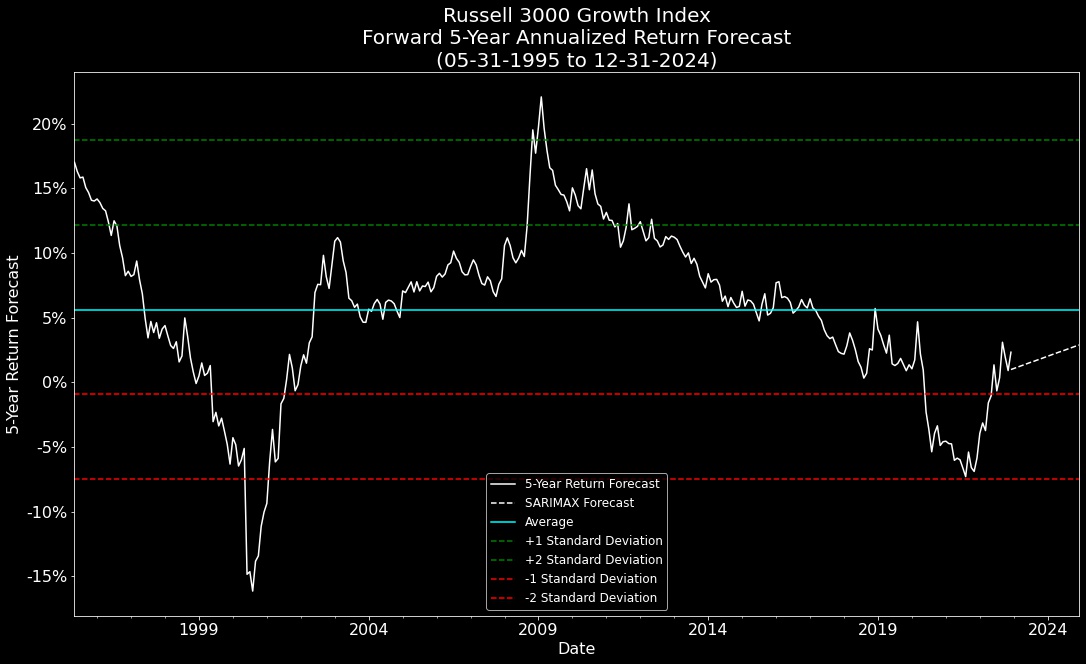 Russell 3000 Growth Index
Forward 5-Year Annualized Return Forecast
(05-31-1995 to 12-31-2024)
5-Year Return Forecast
20%
15%
10%
5%
0%
-5%
-10%
-15%
5-Year Return Forecast
SARIMAX Forecast
Average
+1 Standard Deviation
+2 Standard Deviation
-1 Standard Deviation
-2 Standard Deviation
1999 2004 2009 2014 2019 2024
Date